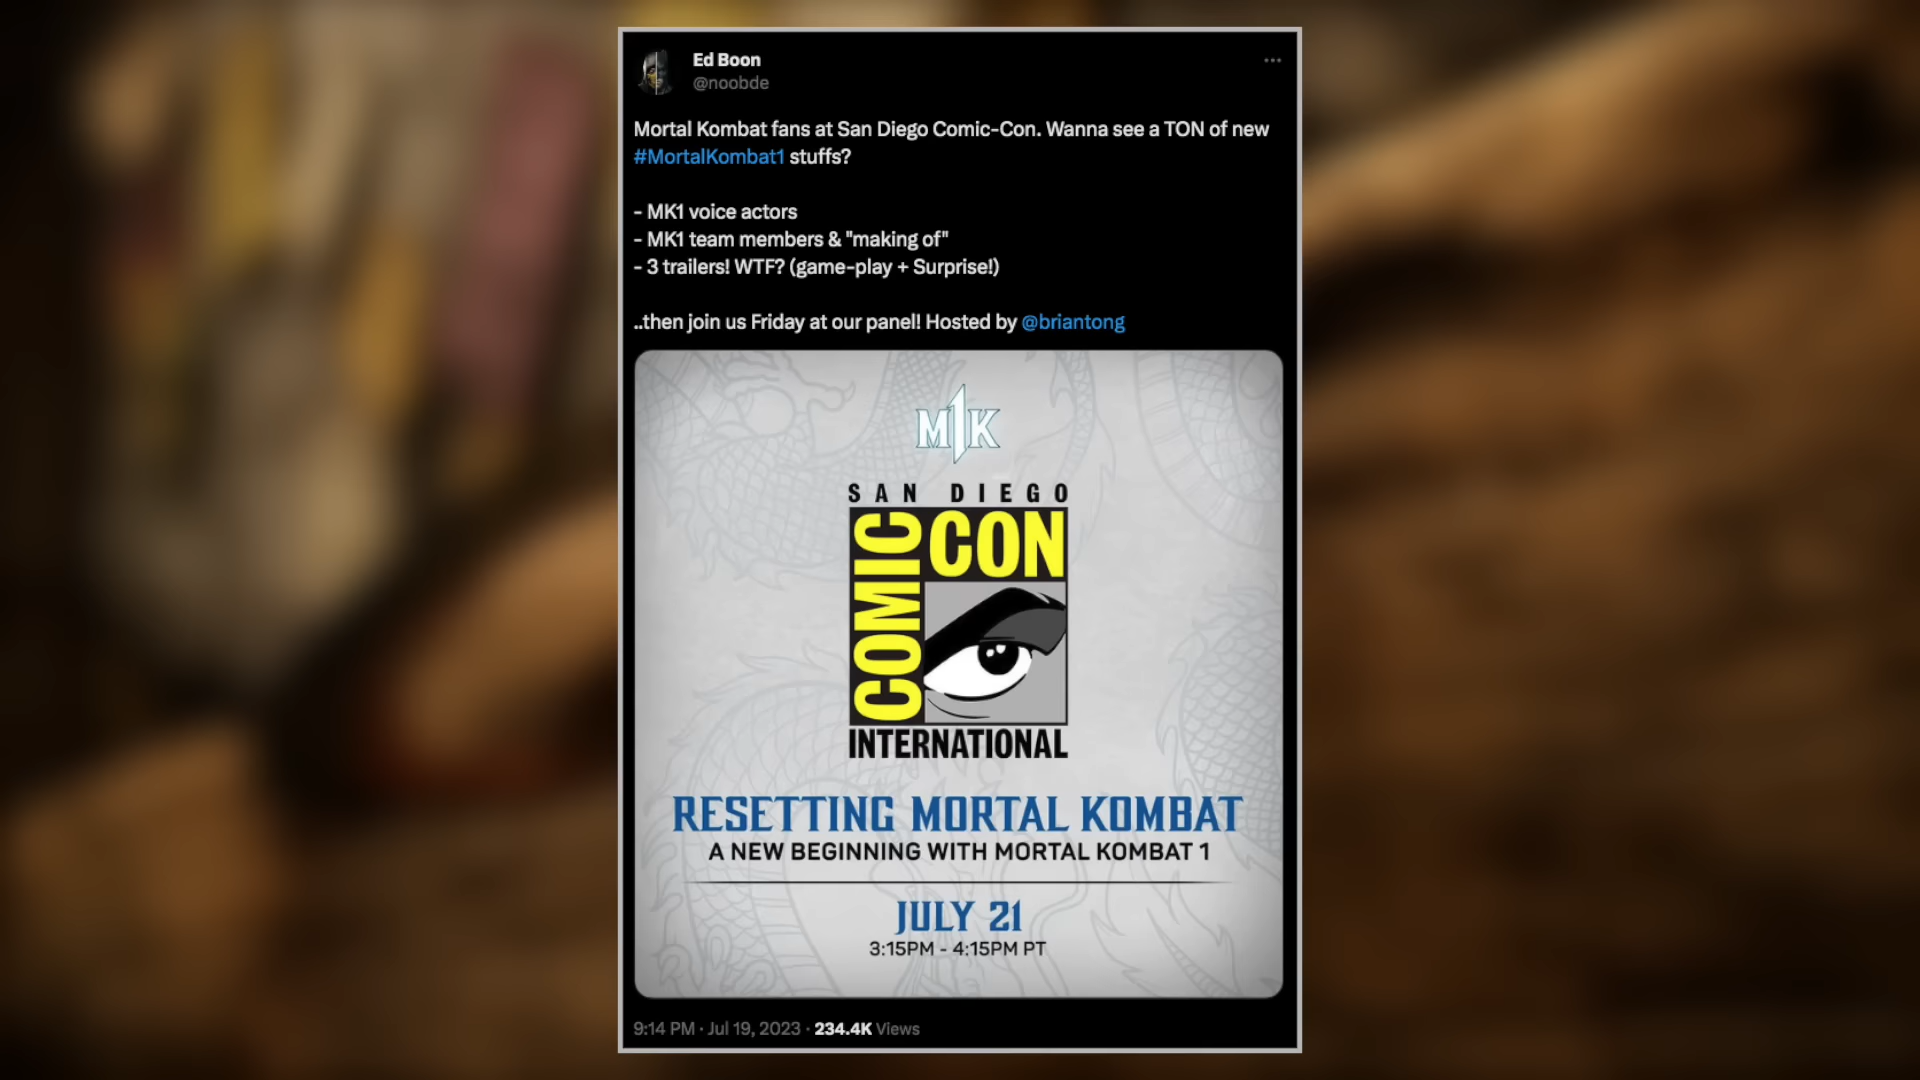 Ed Boon
@noobde
Mortal Kombat fans at San Diego Comic-Con. Wanna see a TON of new
#MortalKombat1 stuffs?
- MK1 voice actors
- MK1 team members & "making of"
- 3 trailers! WTF? (game-play + Surprise!)
..then join us Friday at our panel! Hosted by @briantong
M1K
SAN DIEGO
COMIC CON
INTERNATIONAL
RESETTING MORTAL KOMBAT
A NEW BEGINNING WITH MORTAL KOMBAT 1
JULY 21
3:15PM - 4:15PM PT
9:14 PM · Jul 19, 2023 · 234.4K Views